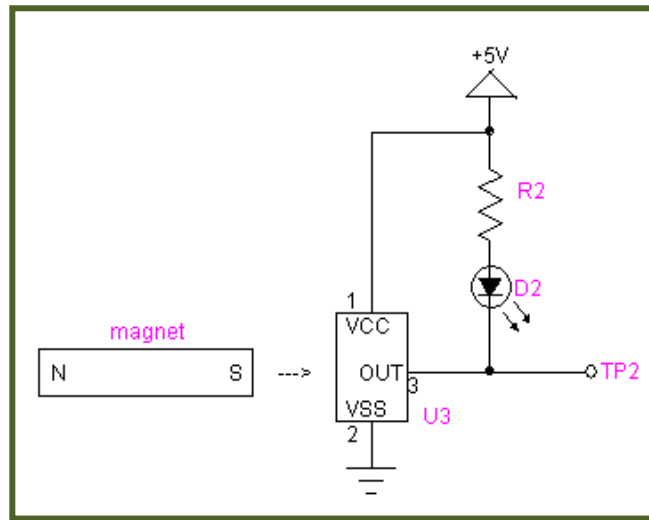 +5V
R2
D2
1
VCC
magnet
N S
--->
OUT
3
TP2
VSS
U3
2